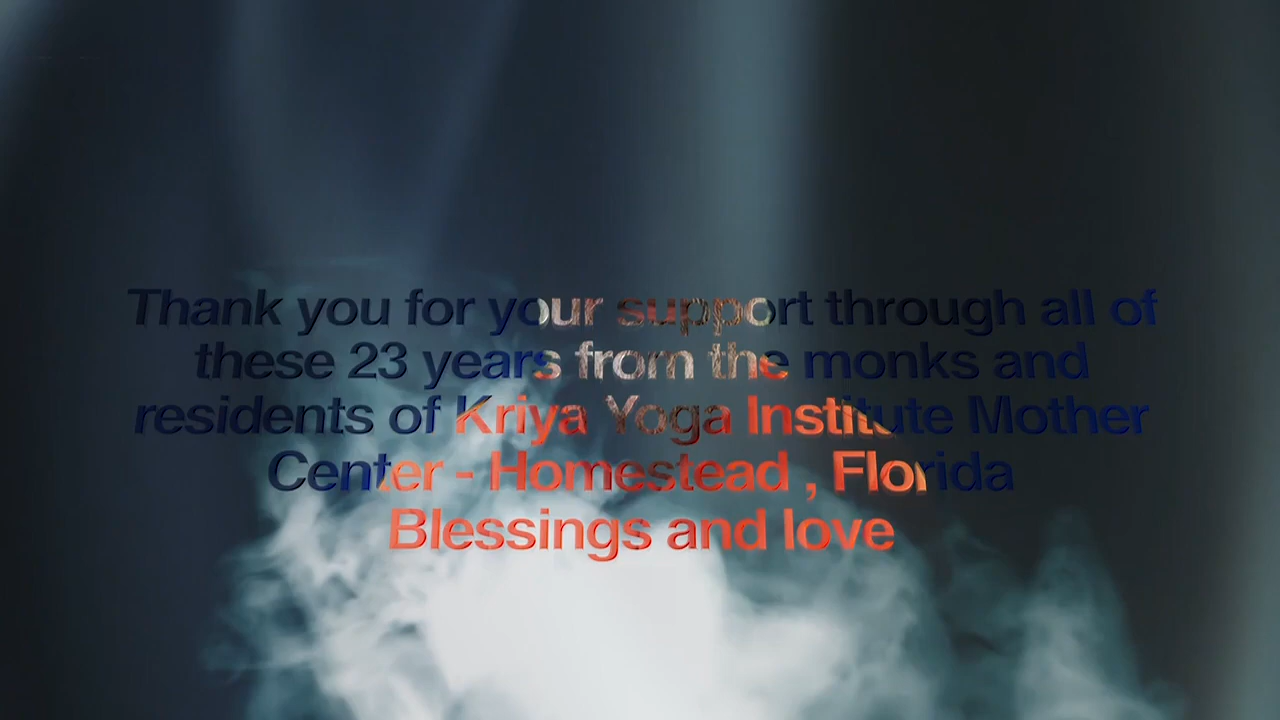 Thank you for your support through all of
these 23 years from the monks and
residents of Kriya Yoga Institute Mother
Center - Homestead , Florida
Blessings and love